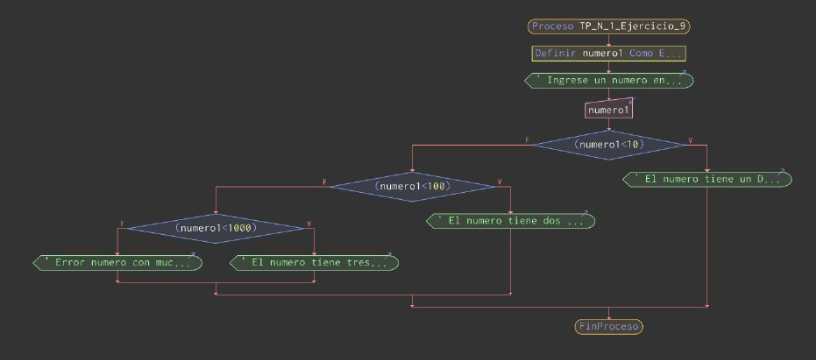 Proceso TP_N_1_Ejercicio_9
Definir numero1 Como E...
' Ingrese un numero en...
numero1
F (numero1<10) V
F (numero1<100) V
' El numero tiene un D...
F (numero1<1000) V
' El numero tiene dos ...
' Error numero con muc...
' El numero tiene tres...
FinProceso